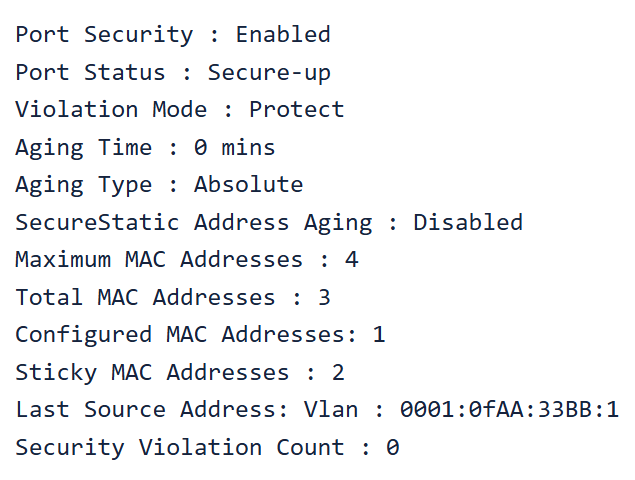 Port Security : Enabled
Port Status : Secure-up
Violation Mode : Protect
Aging Time : 0 mins
Aging Type : Absolute
SecureStatic Address Aging : Disabled
Maximum MAC Addresses : 4
Total MAC Addresses : 3
Configured MAC Addresses: 1
Sticky MAC Addresses : 2
Last Source Address: Vlan : 0001:0fAA:33BB:1
Security Violation Count : 0